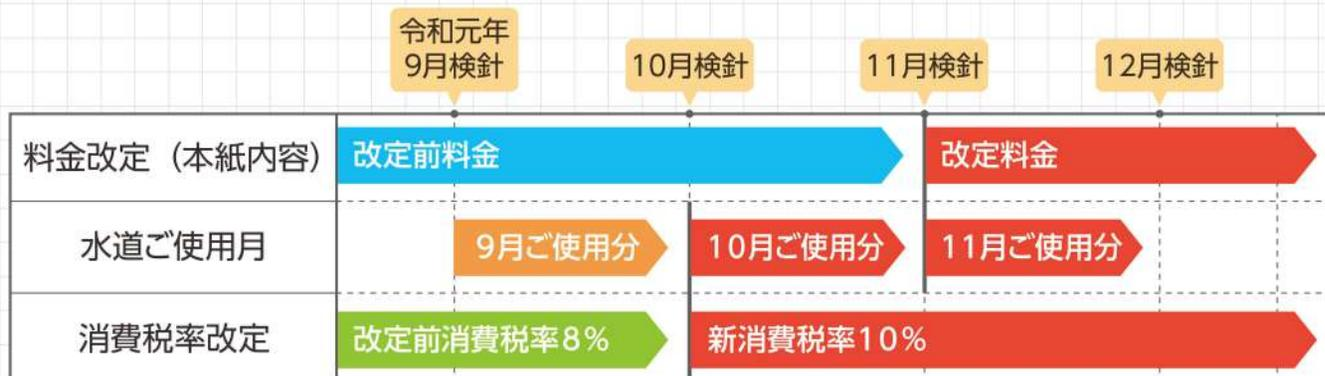 令和元年
9月検針
10月検針
11月検針
12月検針
料金改定（本紙内容）
改定前料金
改定料金
水道ご使用月
9月ご使用分
10月ご使用分
11月ご使用分
消費税率改定
改定前消費税率8%
新消費税率10%